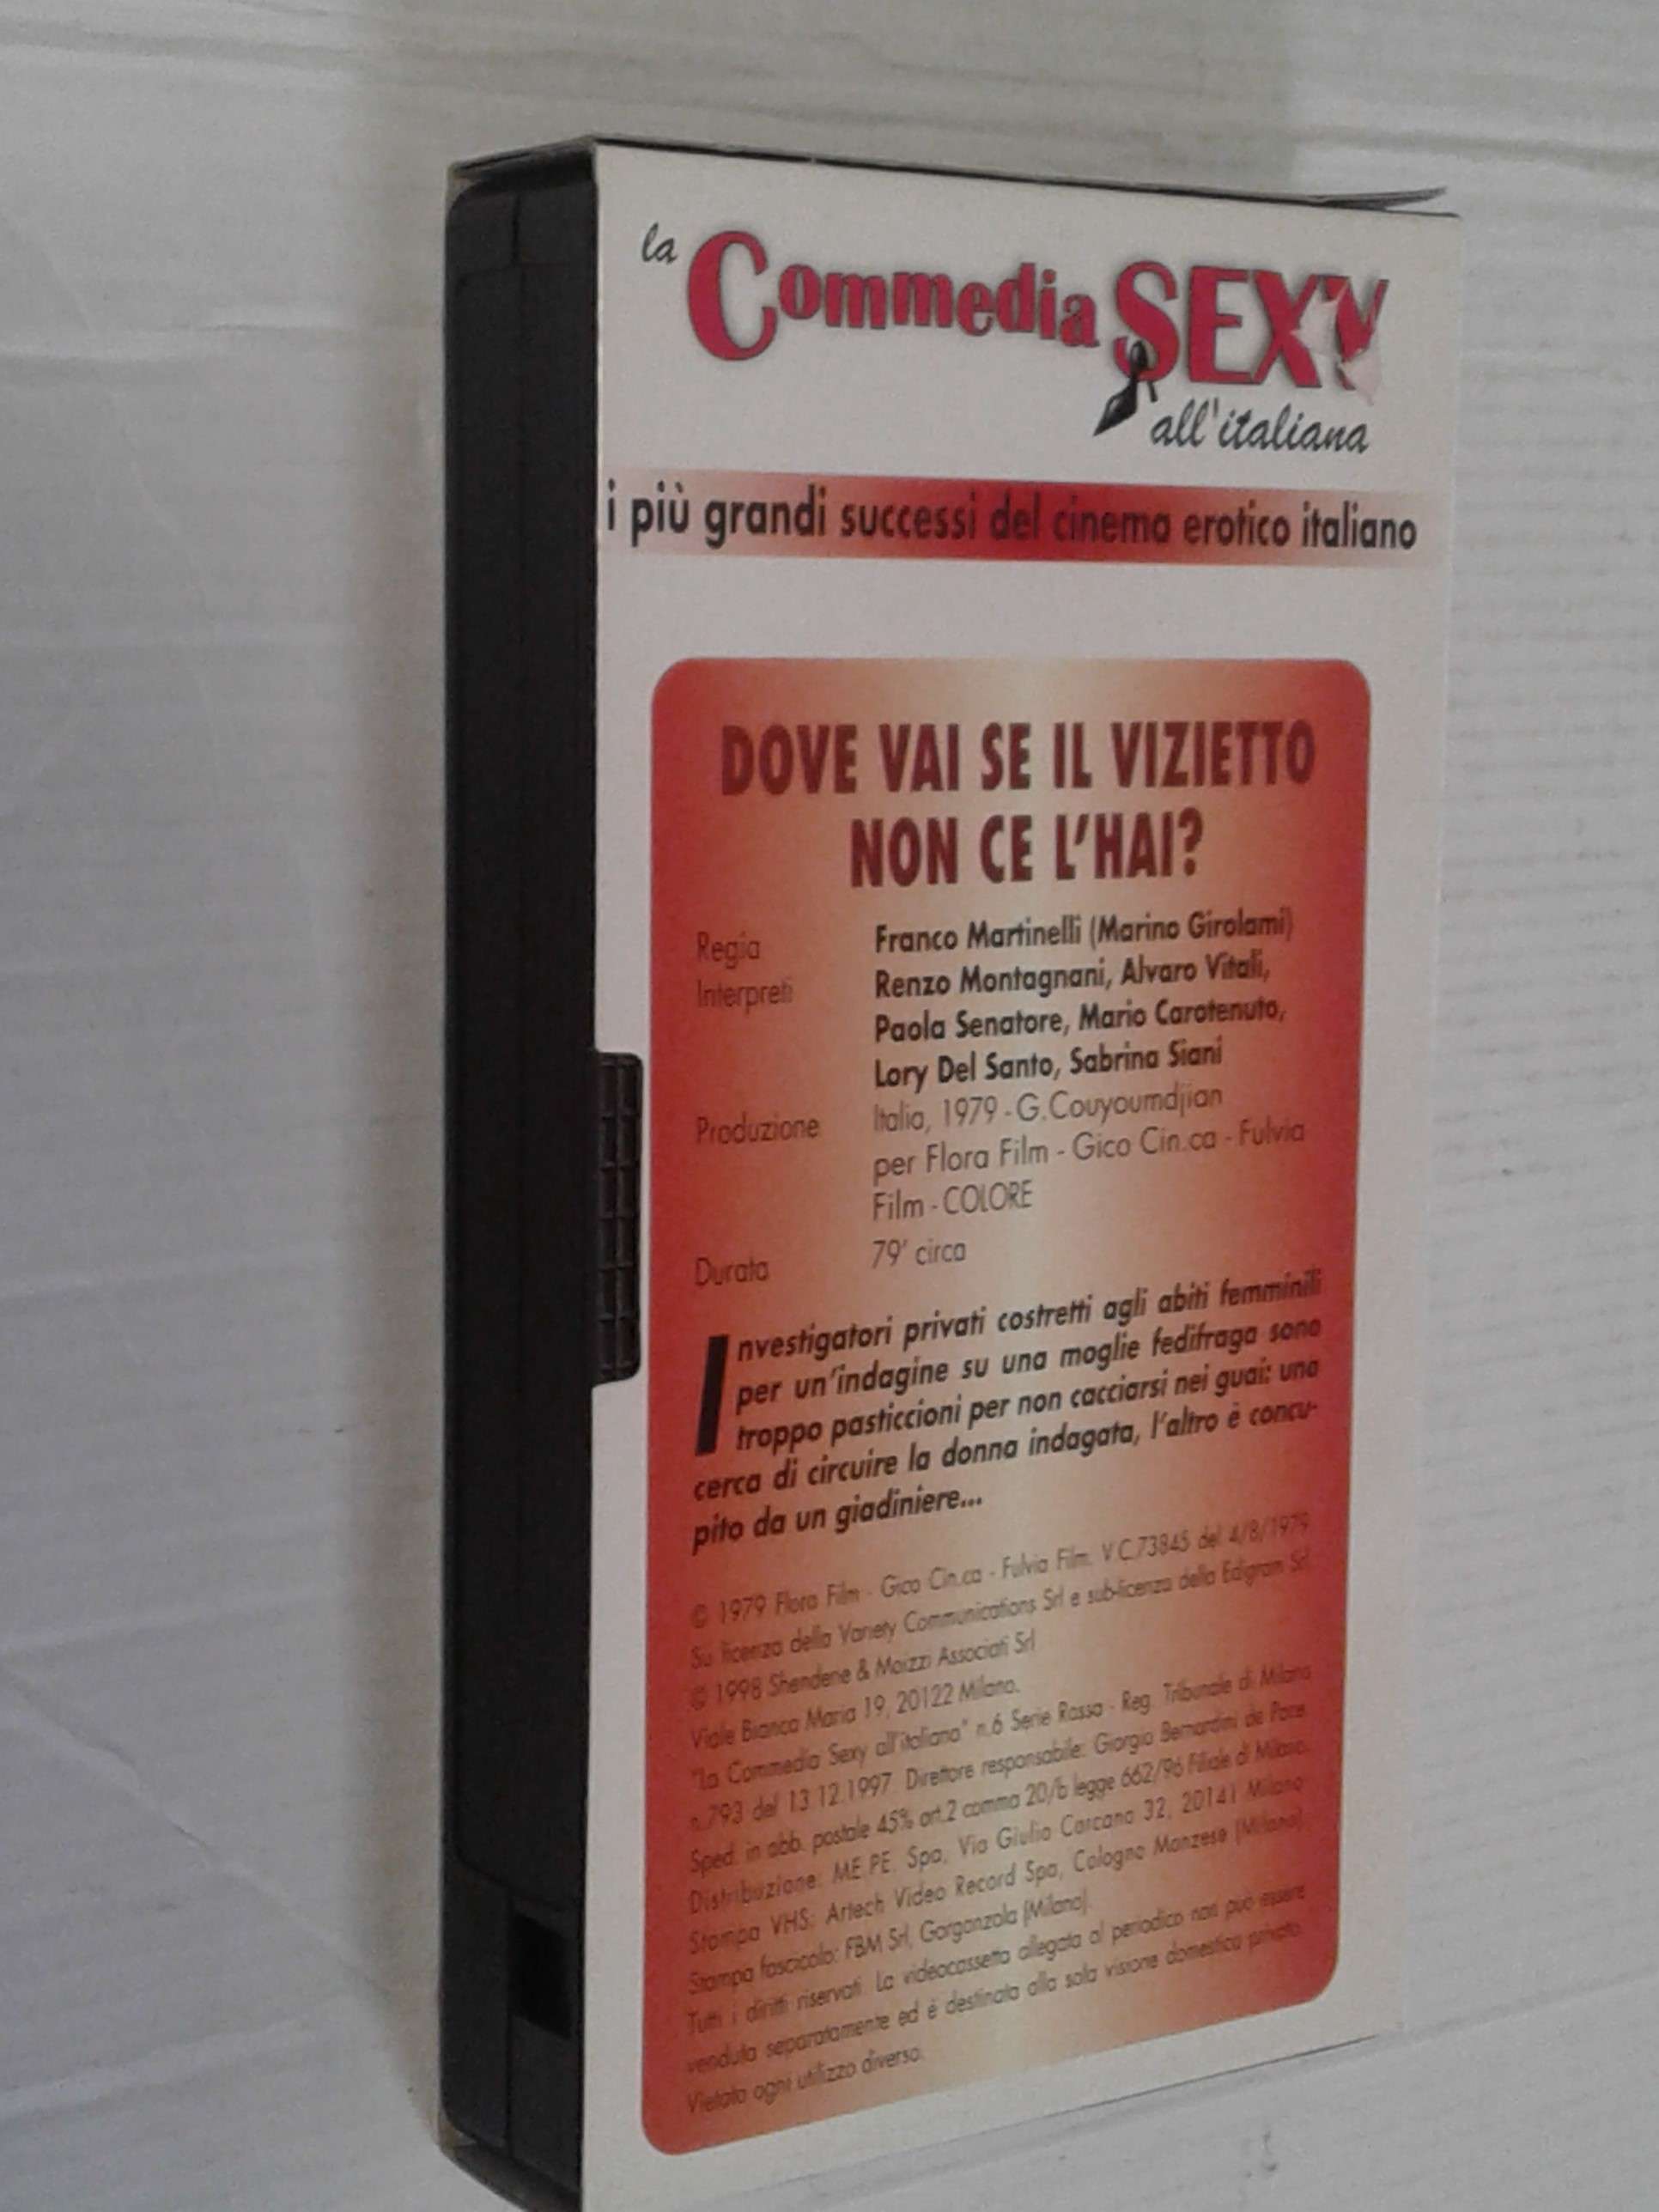 la Commedia SEXY
all'italiana
i più grandi successi del cinema erotico italiano
DOVE VAI SE IL VIZIETTO
NON CE L'HAI?
Regia Franco Martinelli (Marino Girolami)
Interpreti Renzo Montagnani, Alvaro Vitali,
Paola Senatore, Mario Carotenuto,
Lory Del Santo, Sabrina Siani
Produzione Italia, 1979 - G.Couyoumdjian
per Flora Film - Gico Cin.ca - Fulvia
Film - COLORE
Durata 79' circa
Investigatori privati costretti agli abiti femminili
per un'indagine su una moglie fedifraga sono
troppo pasticcioni per non cacciarsi nei guai: uno
cerca di circuire la donna indagata, l'altro è concu-
pito da un giadiniere...
© 1979 Flora Film - Gico Cin.ca - Fulvia Film. V.C.73845 del 4/8/1979
Su licenza della Variety Communications Srl e sub-licenza della Edigram Srl
© 1998 Shendene & Moizzi Associati Srl
Viale Bianca Maria 19, 20122 Milano.
"La Commedia Sexy all'italiana" n.6 Serie Rossa - Reg. Tribunale di Milano
n.793 del 13.12.1997. Direttore responsabile: Giorgio Bernardini de Pace
Sped. in abb. postale 45% art.2 comma 20/b legge 662/96 Filiale di Milano.
Distribuzione: ME.PE. Spa, Via Giulio Carcano 32, 20141 Milano
Stampa VHS: Artech Video Record Spa, Cologno Monzese (Milano).
Stampa fascicolo: FBM Srl, Gorgonzola (Milano).
Tutti i diritti riservati. La videocassetta allegata al periodico non può essere
venduta separatamente ed è destinata alla sola visione domestica privata.
Vietato ogni utilizzo diverso.